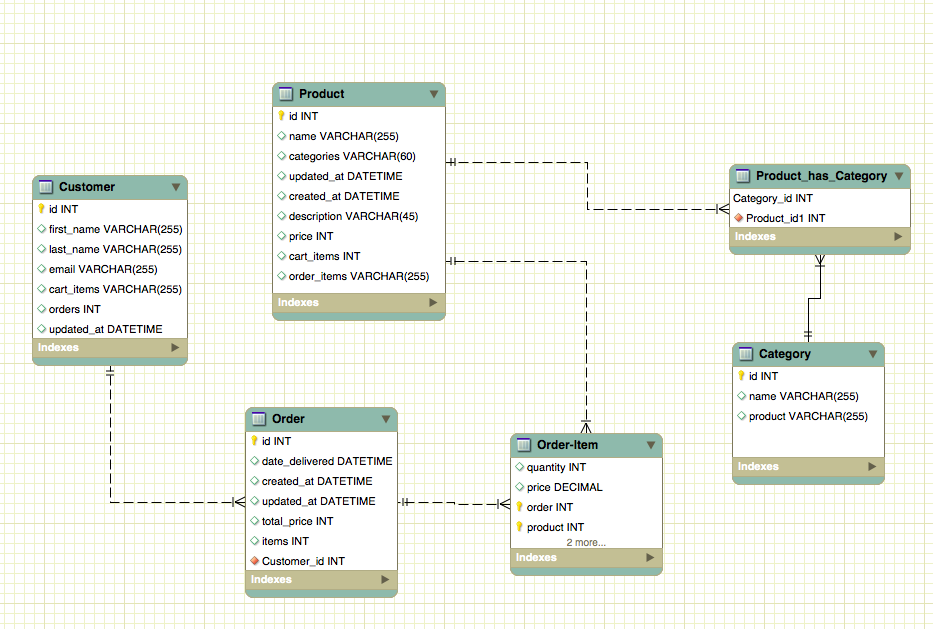 Product
id INT
name VARCHAR(255)
categories VARCHAR(60)
updated_at DATETIME
created_at DATETIME
description VARCHAR(45)
price INT
cart_items INT
order_items VARCHAR(255)
Indexes
Customer
id INT
first_name VARCHAR(255)
last_name VARCHAR(255)
email VARCHAR(255)
cart_items VARCHAR(255)
orders INT
updated_at DATETIME
Indexes
Product_has_Category
Category_id INT
Product_id1 INT
Indexes
Category
id INT
name VARCHAR(255)
product VARCHAR(255)
Indexes
Order
id INT
date_delivered DATETIME
created_at DATETIME
updated_at DATETIME
total_price INT
items INT
Customer_id INT
Indexes
Order-Item
quantity INT
price DECIMAL
order INT
product INT
2 more...
Indexes